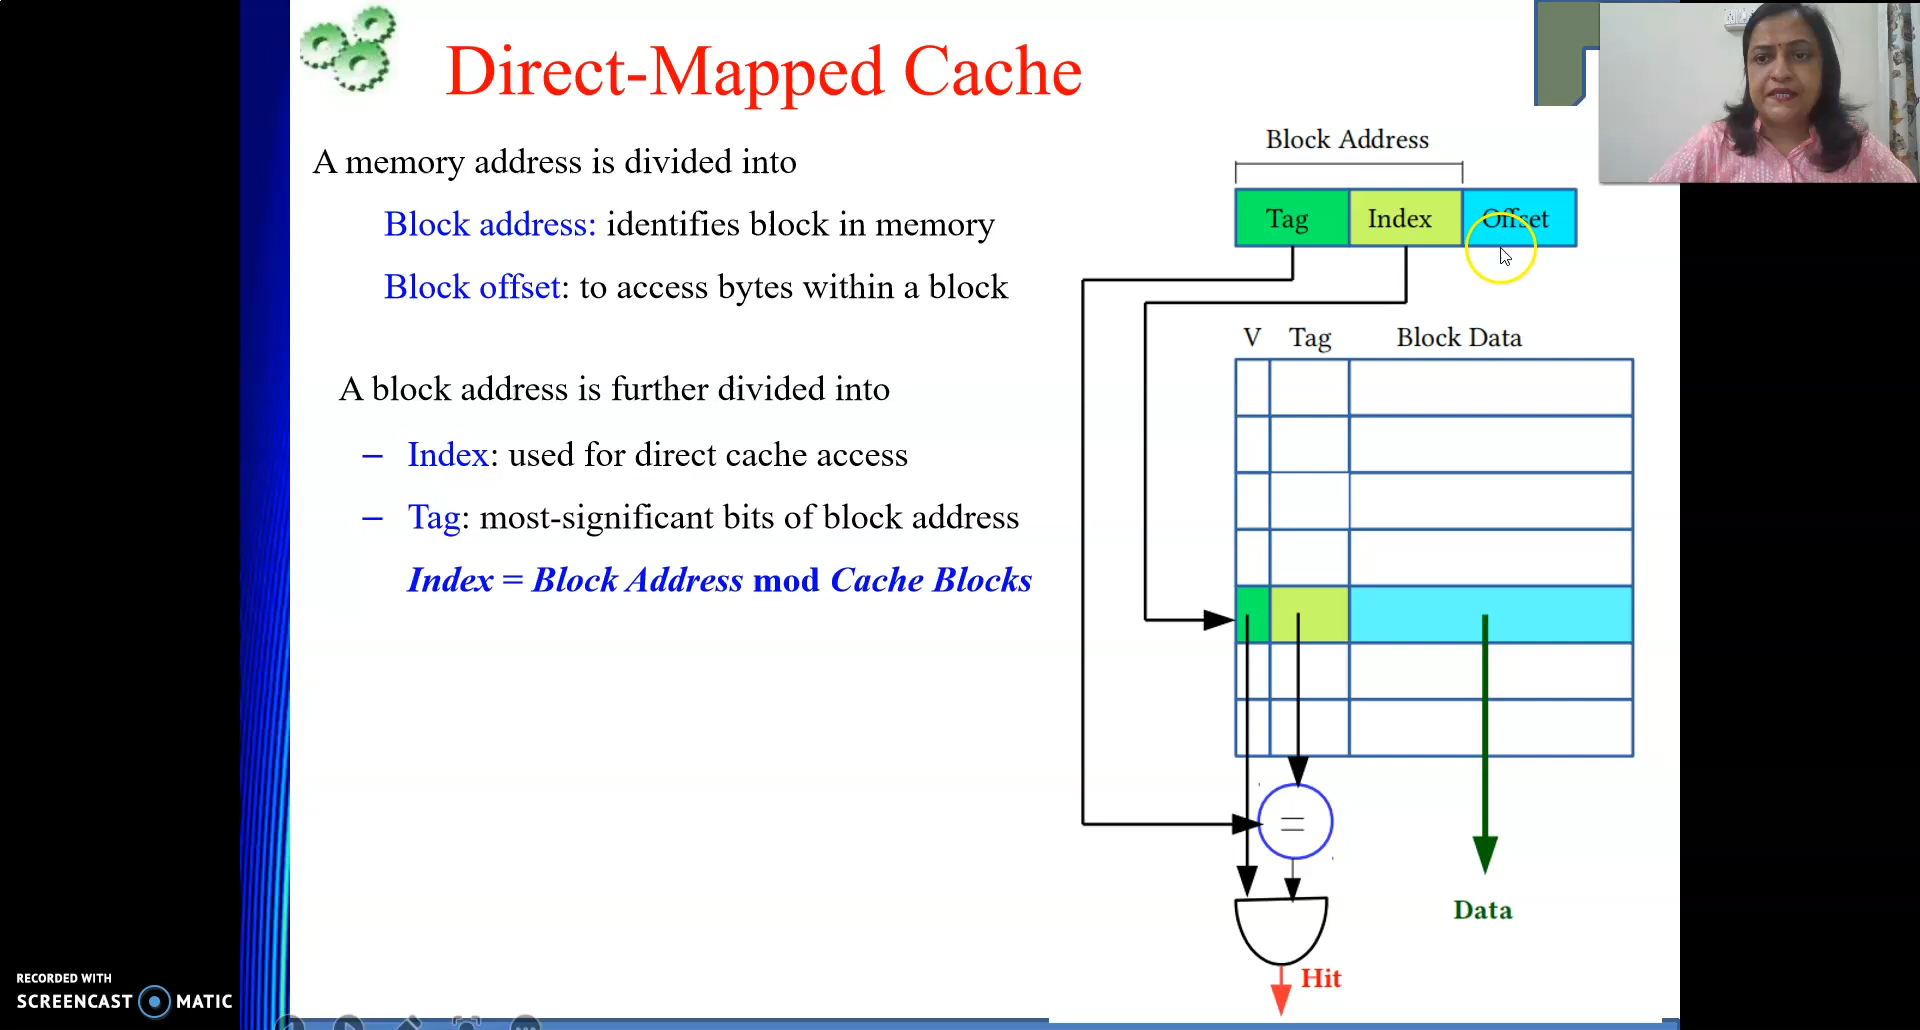 Direct-Mapped Cache
A memory address is divided into
Block address: identifies block in memory
Block offset: to access bytes within a block
A block address is further divided into
– Index: used for direct cache access
– Tag: most-significant bits of block address
Index = Block Address mod Cache Blocks
Block Address
Tag Index Offset
V Tag Block Data
=
Data
Hit
RECORDED WITH
SCREENCAST MATIC